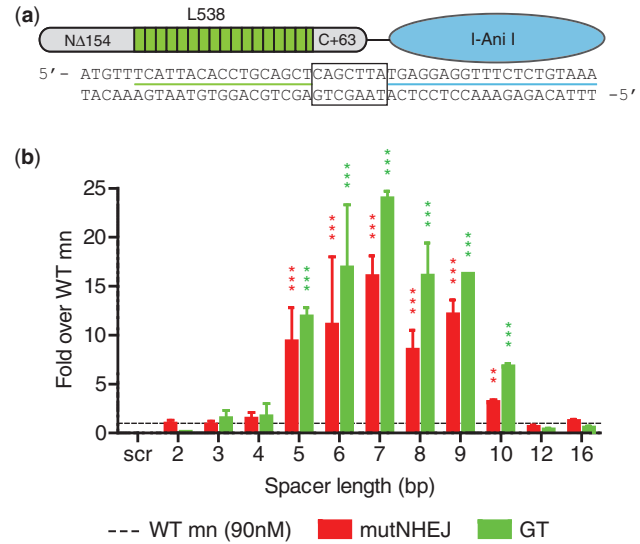 (a)
L538
NΔ154 C+63 I-Ani I
5′- ATGTTTCATTACACCTGCAGCTCAGCTTATGAGGAGGTTTCTCTGTAAA
TACAAAGTAATGTGGACGTCGAGTCGAATACTCCTCCAAAGAGACATTT -5′
(b)
Fold over WT mn
25
20
15
10
5
0
*** *** *** *** *** *** *** *** *** *** ** ***
scr 2 3 4 5 6 7 8 9 10 12 16
Spacer length (bp)
WT mn (90nM) mutNHEJ GT